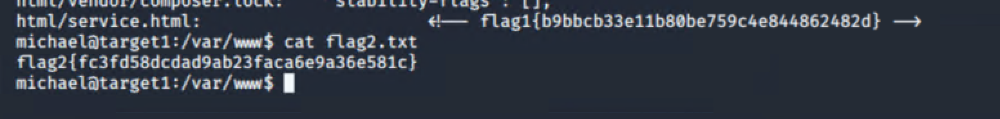 html/vendor/composer.lock:    "stability-flags": [],
html/service.html:                      <!-- flag1{b9bbcb33e11b80be759c4e844862482d} -->
michael@target1:/var/www$ cat flag2.txt
flag2{fc3fd58dcdad9ab23faca6e9a36e581c}
michael@target1:/var/www$